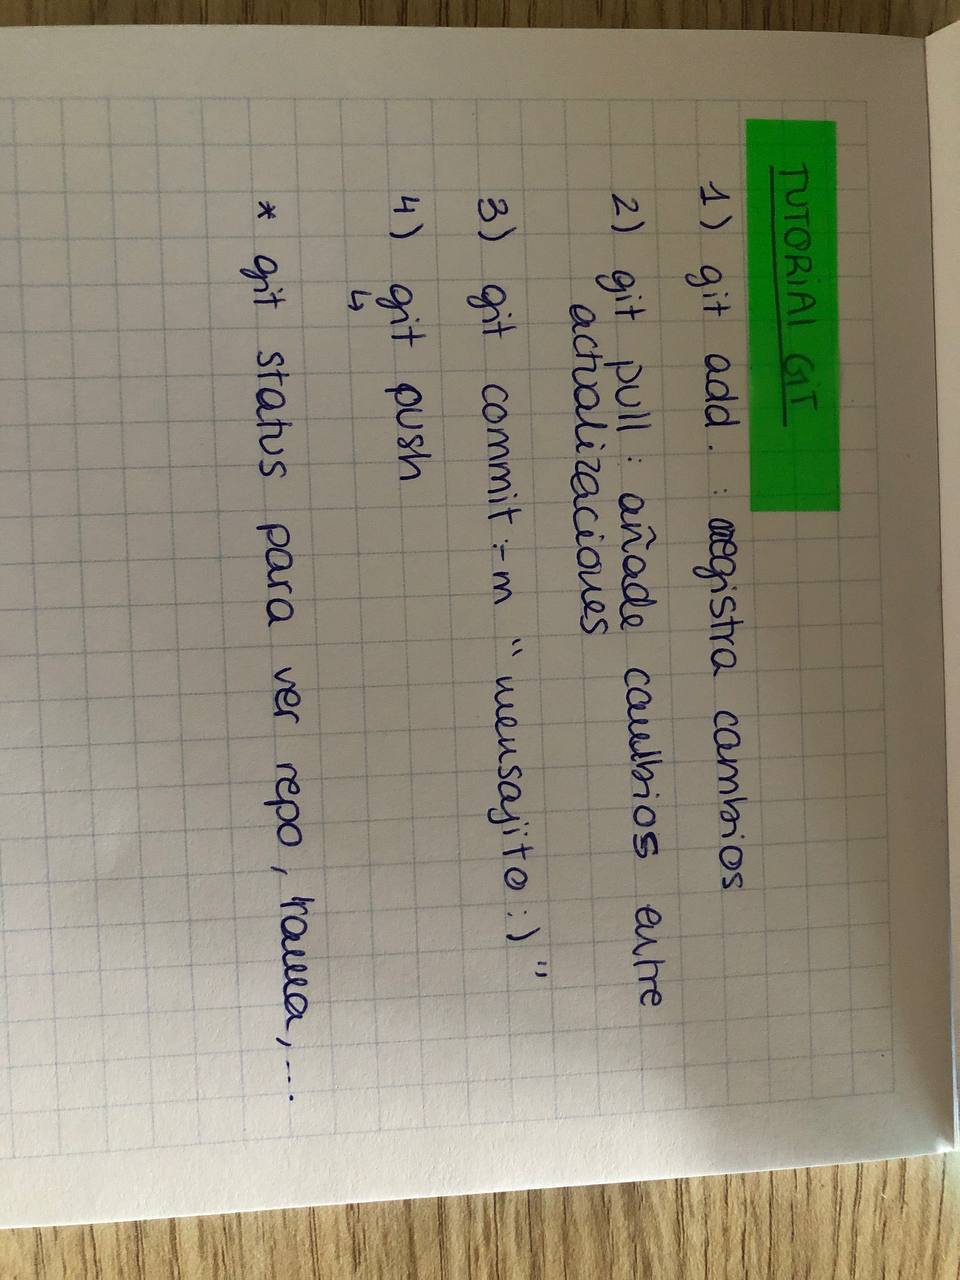 TUTORIAL GIT
1) git add. : registra cambios
2) git pull : añade cambios entre
actualizaciones
3) git commit :-m " mensajito :) "
4) git push
↳
* git status para ver repo, rama, ...